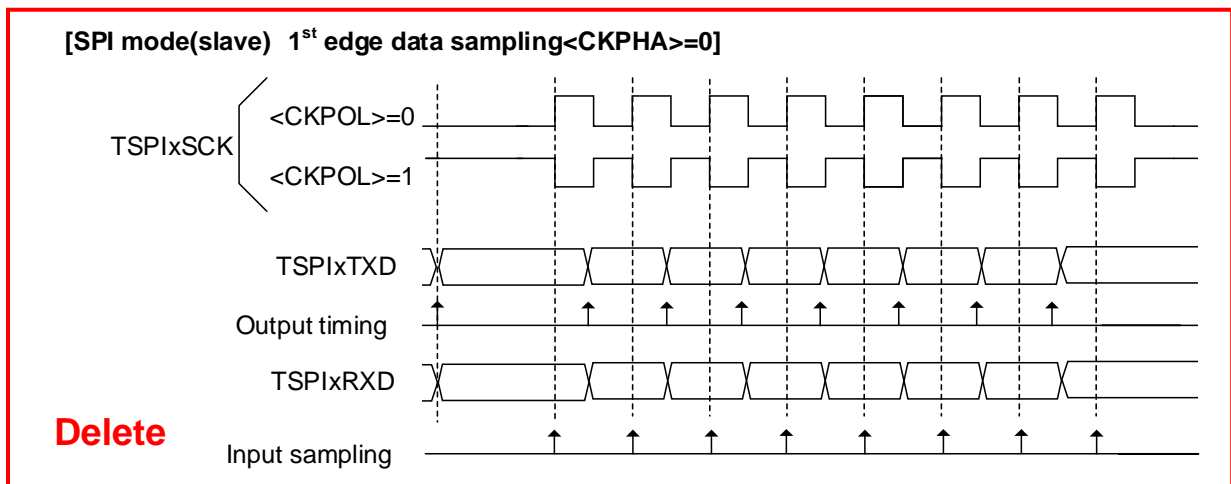 [SPI mode(slave) 1st edge data sampling<CKPHA>=0]
<CKPOL>=0
TSPIxSCK
<CKPOL>=1
TSPIxTXD
Output timing
TSPIxRXD
Delete
Input sampling